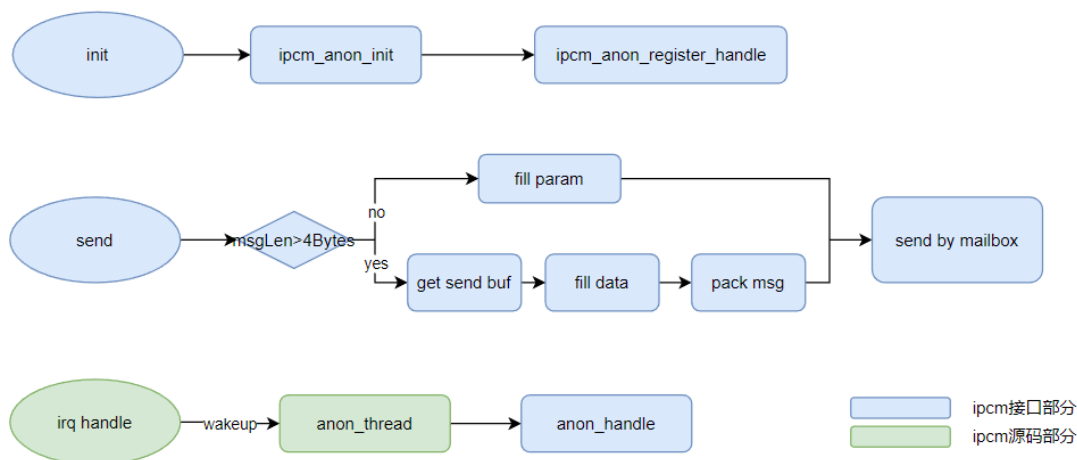 init
ipcm_anon_init
ipcm_anon_register_handle
fill param
no
send
msgLen>4Bytes
send by mailbox
yes
get send buf
fill data
pack msg
irq handle
wakeup
anon_thread
anon_handle
ipcm接口部分
ipcm源码部分